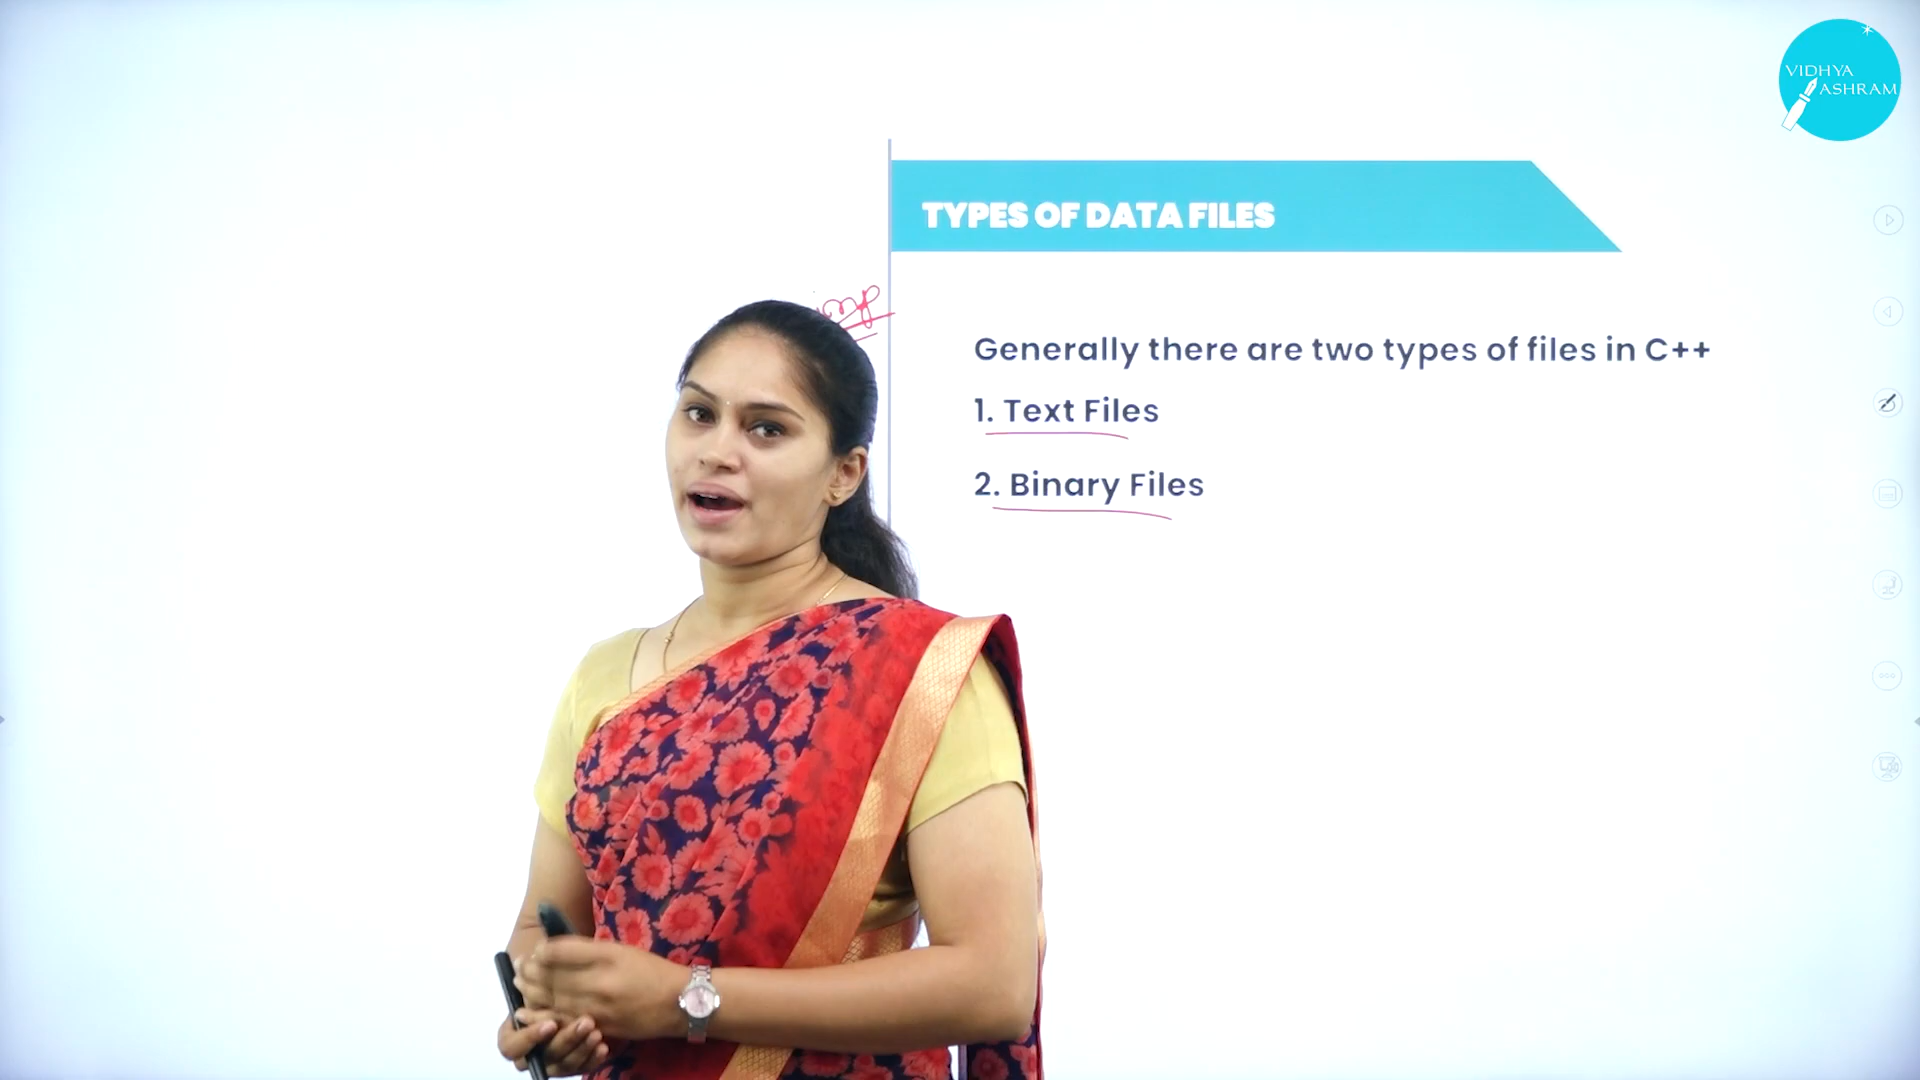 VIDHYA
ASHRAM
TYPES OF DATA FILES
Generally there are two types of files in C++
1. Text Files
2. Binary Files